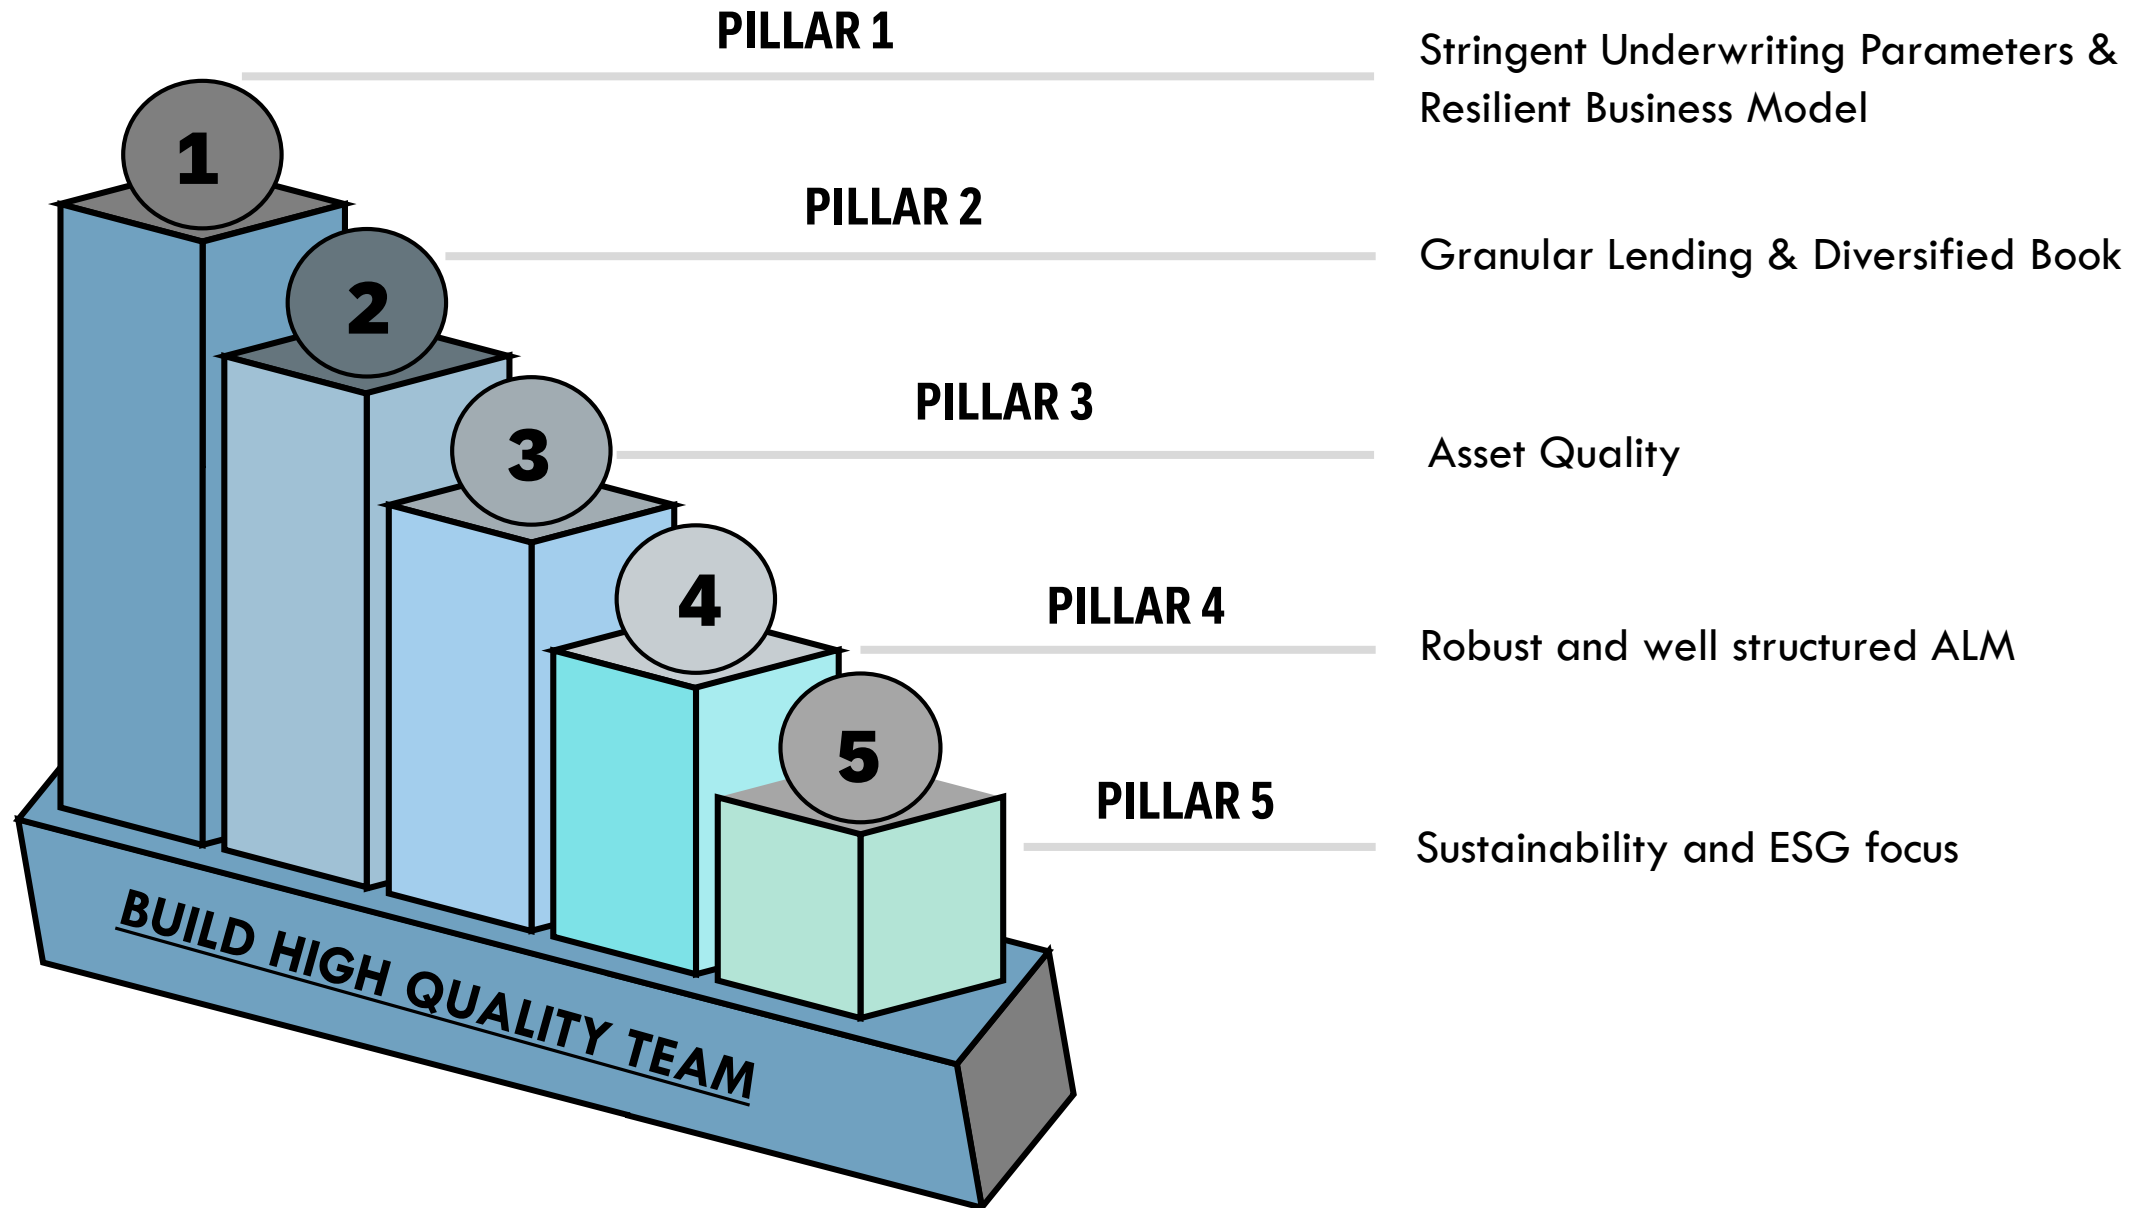 PILLAR 1
Stringent Underwriting Parameters &
Resilient Business Model
1
PILLAR 2
Granular Lending & Diversified Book
2
PILLAR 3
Asset Quality
3
PILLAR 4
Robust and well structured ALM
4
PILLAR 5
Sustainability and ESG focus
5
BUILD HIGH QUALITY TEAM